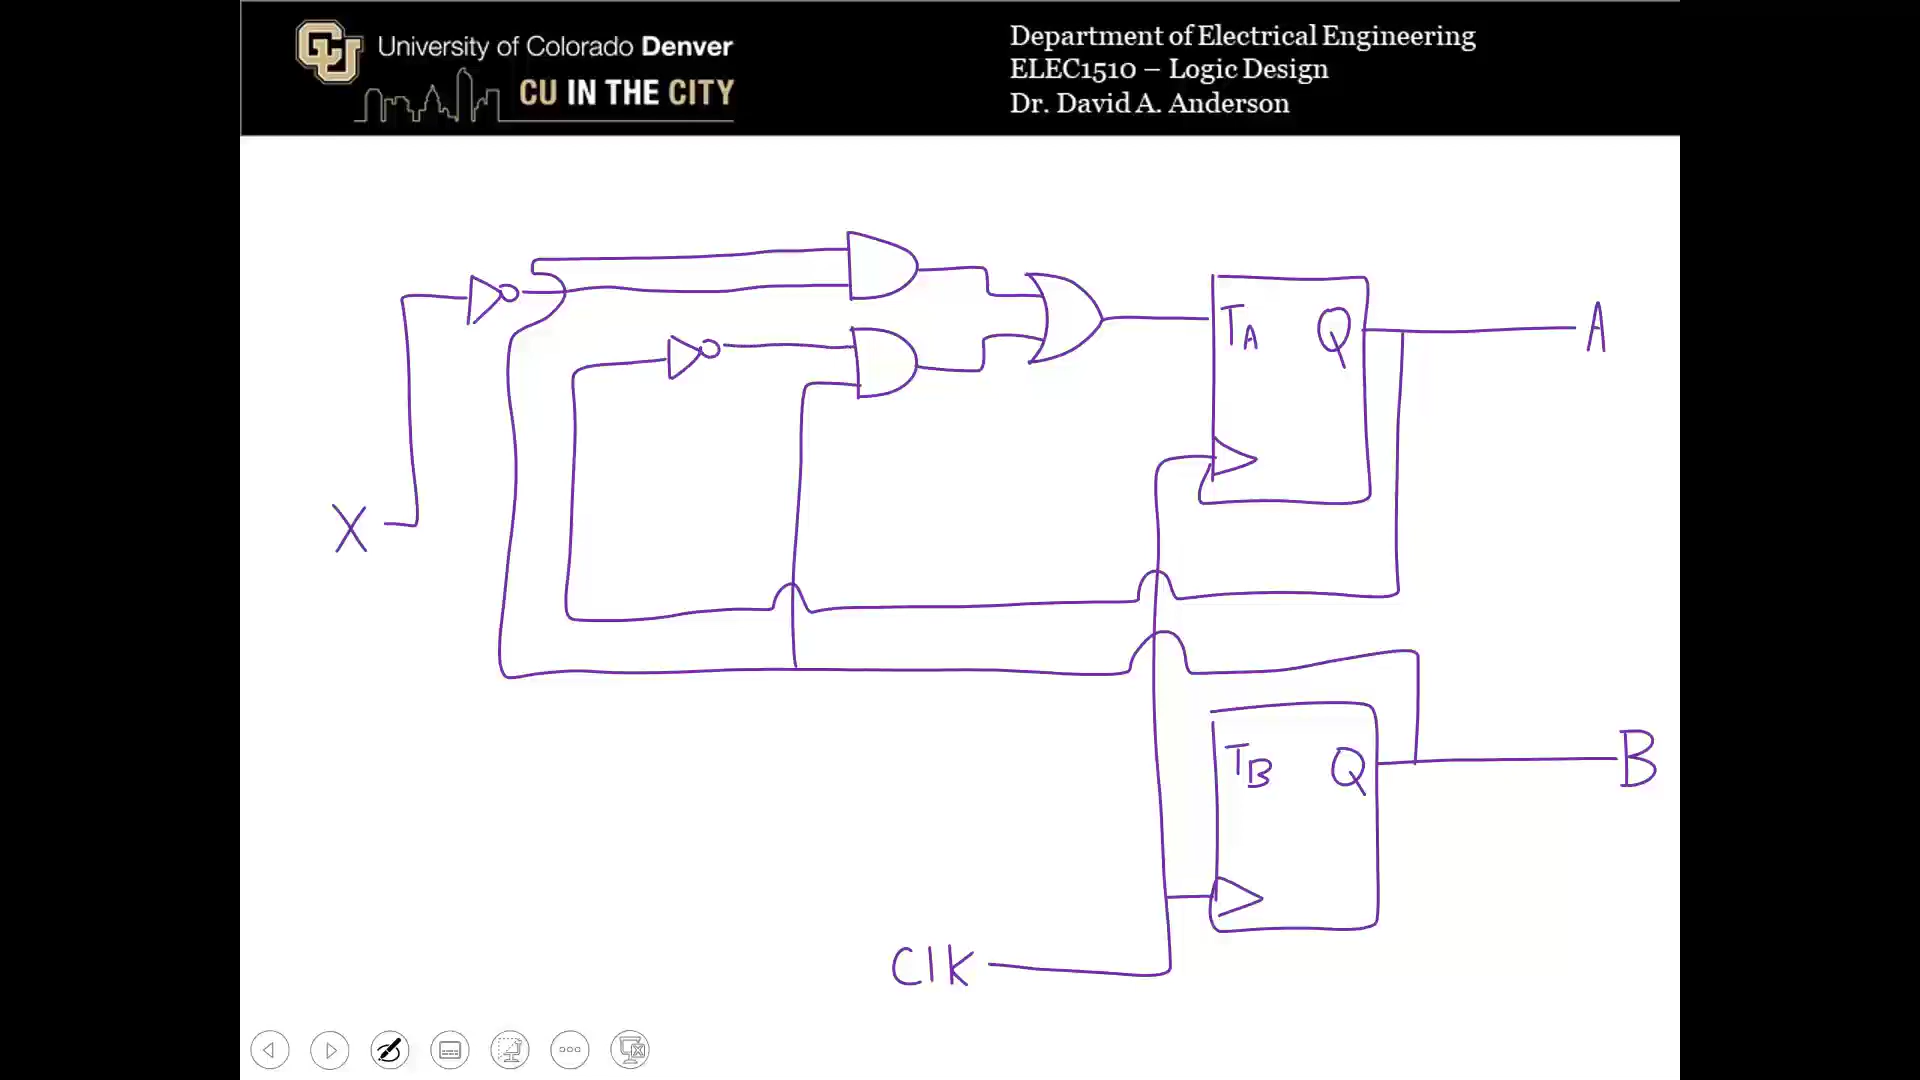 University of Colorado Denver
CU IN THE CITY
Department of Electrical Engineering
ELEC1510 – Logic Design
Dr. David A. Anderson
TA Q A
X
TB Q B
Clk